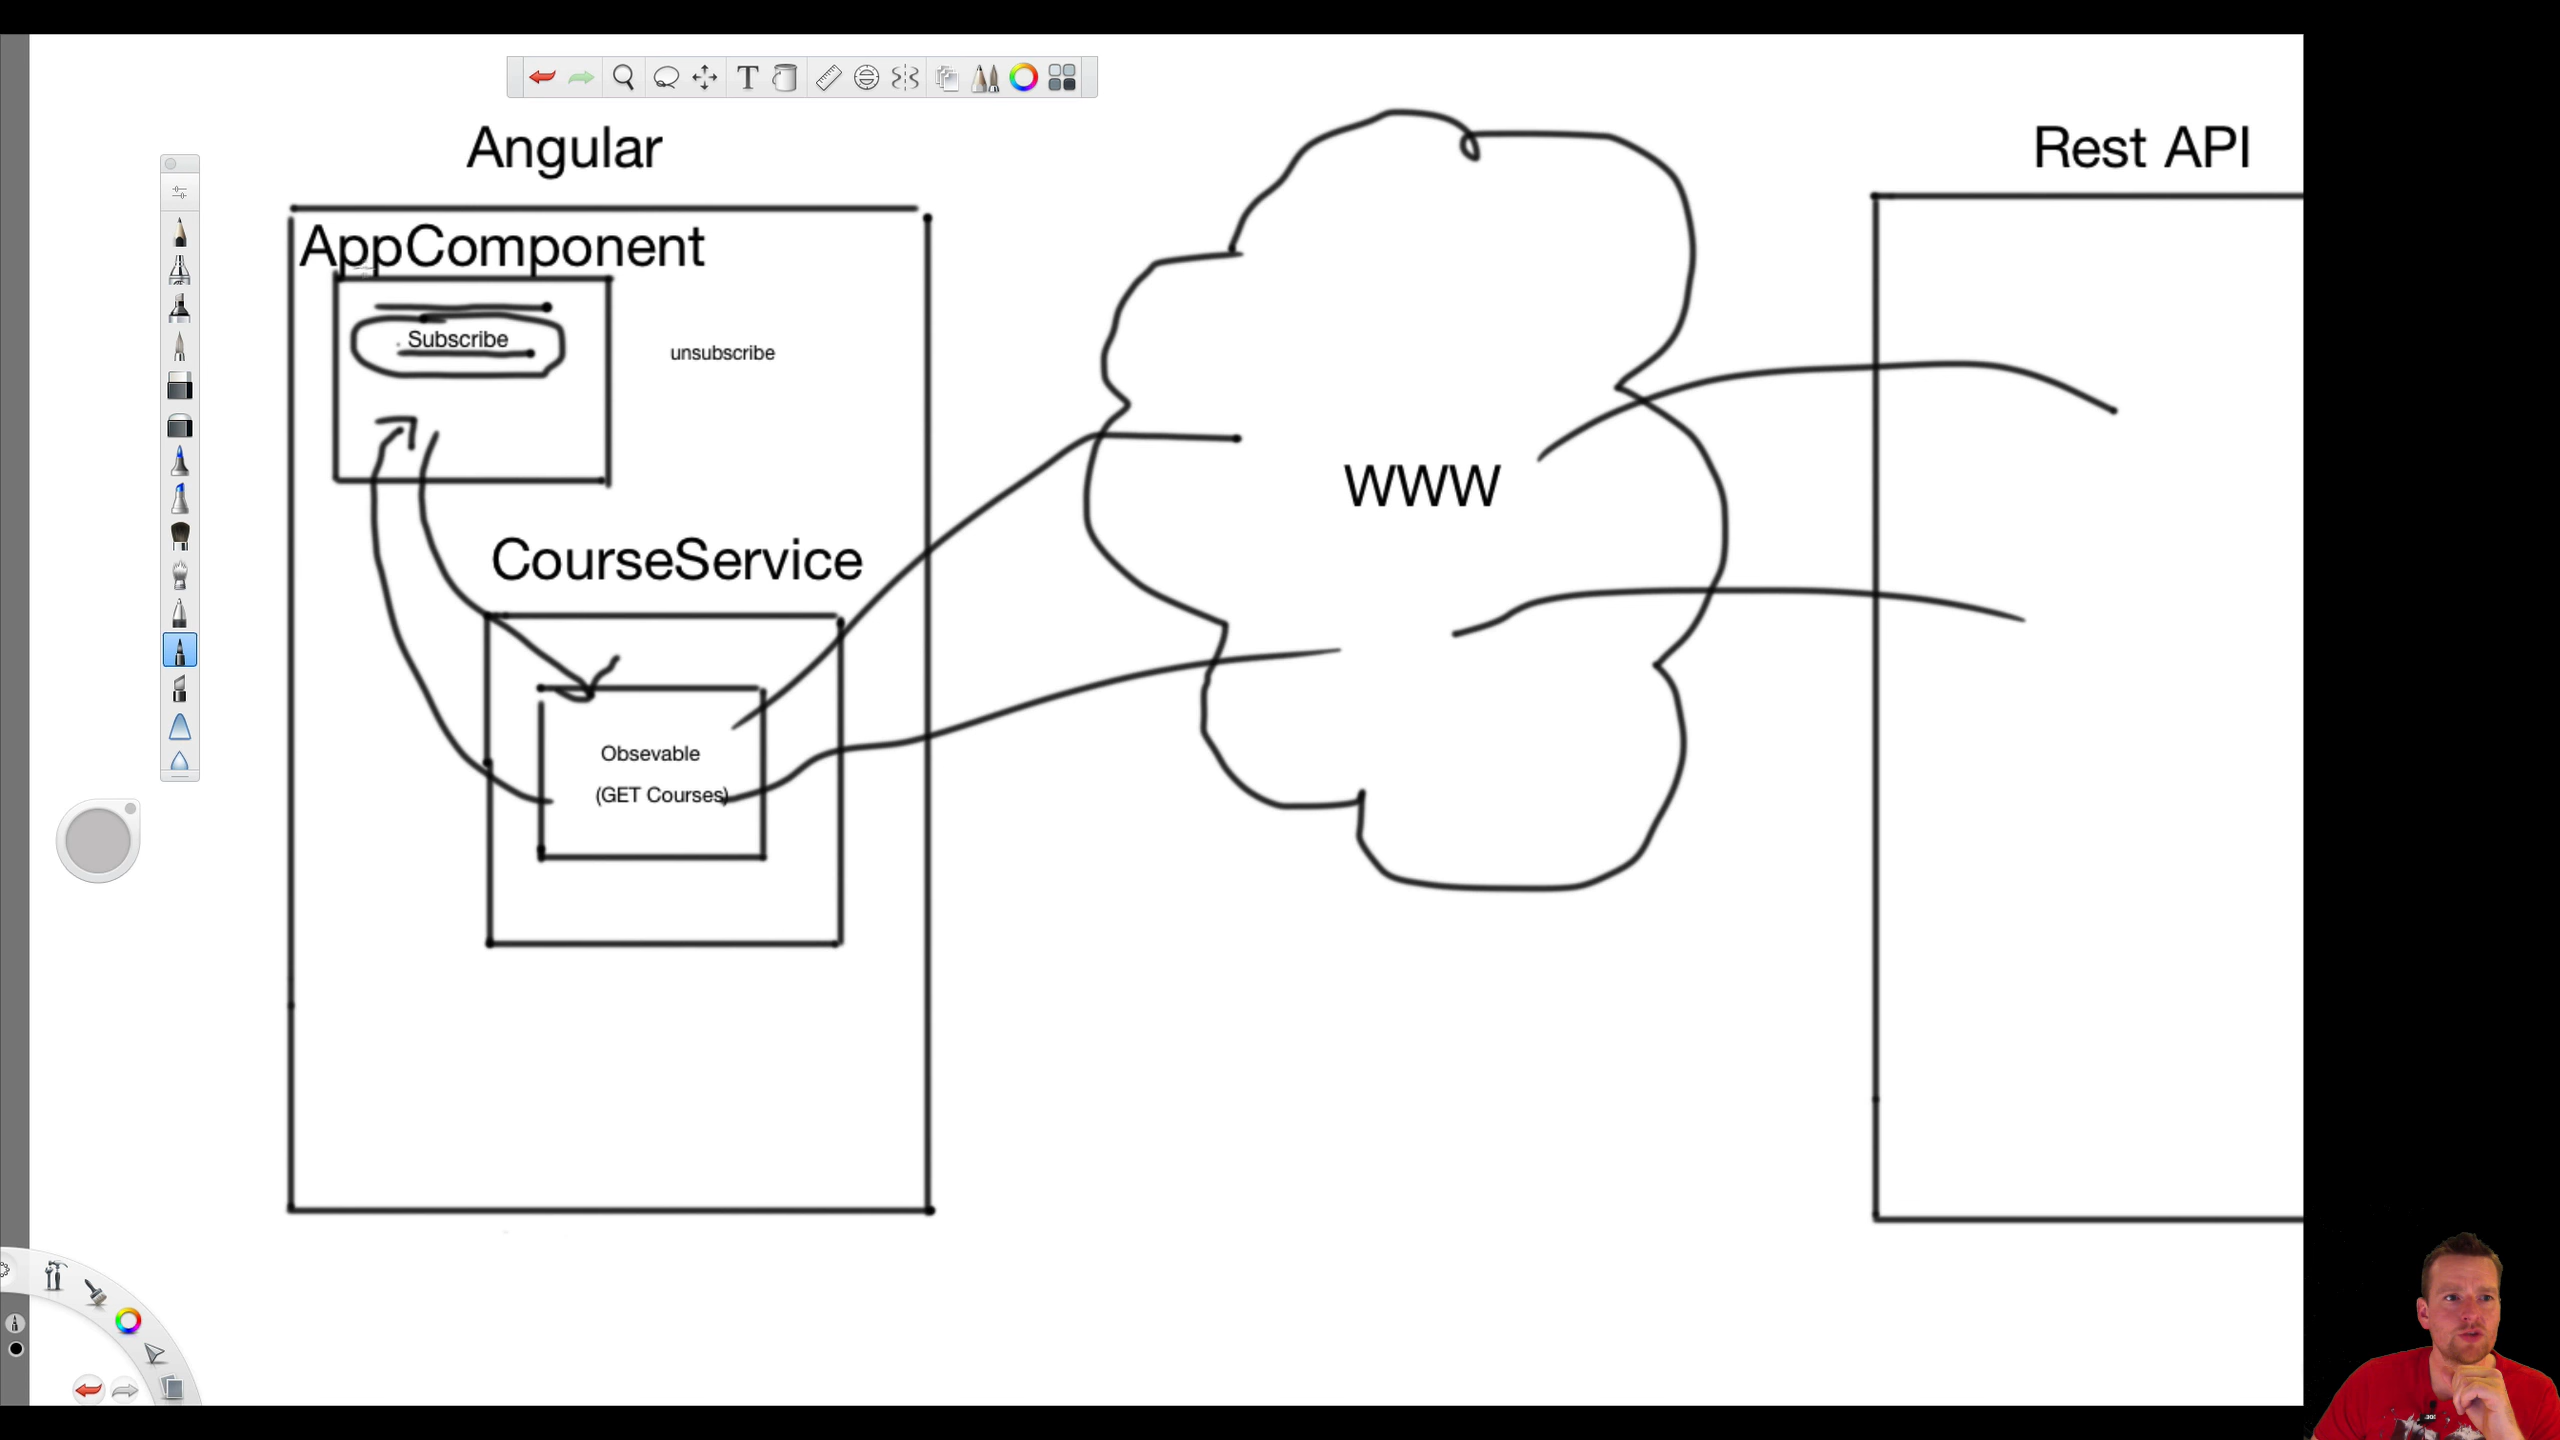 Angular
Rest API
AppComponent
Subscribe
unsubscribe
WWW
CourseService
Obsevable
(GET Courses)